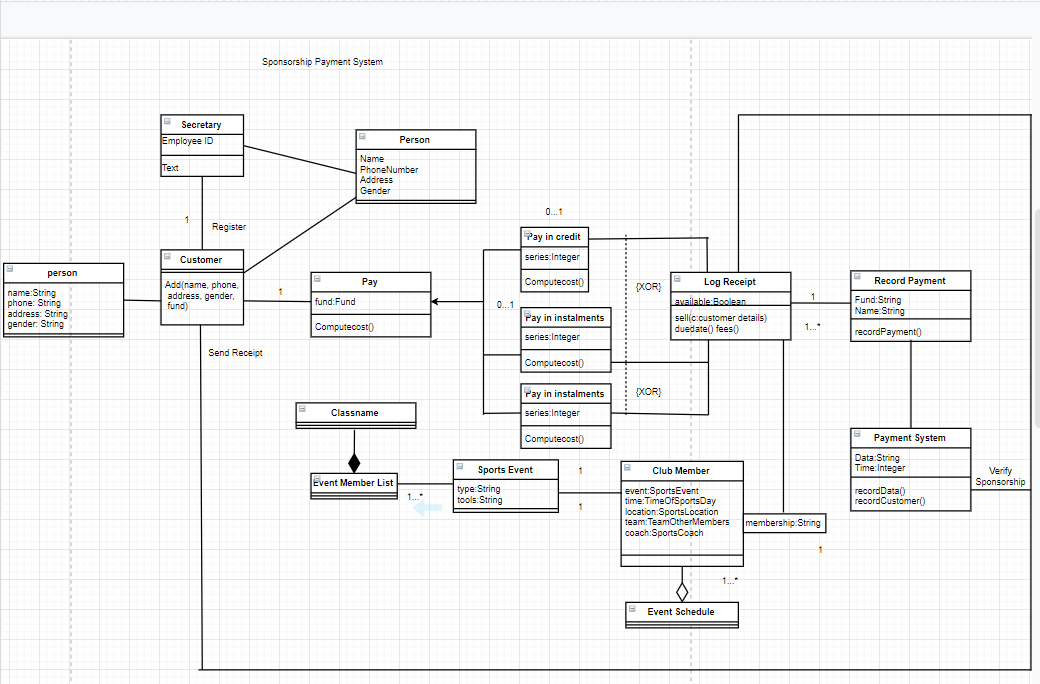 Sponsorship Payment System
Secretary
Employee ID
Text
Person
Name
PhoneNumber
Address
Gender
1
Register
0...1
Customer
Add(name, phone,
address, gender,
fund)
person
name:String
phone: String
address: String
gender: String
1
Pay
fund:Fund
Computecost()
Send Receipt
Pay in credit
series:Integer
Computecost()
0...1
Pay in instalments
series:Integer
Computecost()
Pay in instalments
series:Integer
Computecost()
{XOR}
{XOR}
Log Receipt
available:Boolean
sell(c:customer details)
duedate() fees()
1
1...*
Record Payment
Fund:String
Name:String
recordPayment()
Payment System
Data:String
Time:Integer
recordData()
recordCustomer()
Verify
Sponsorship
Classname
Event Member List
1...*
Sports Event
type:String
tools:String
1
1
Club Member
event:SportsEvent
time:TimeOfSportsDay
location:SportsLocation
team:TeamOtherMembers
coach:SportsCoach
membership:String
1
1...*
Event Schedule